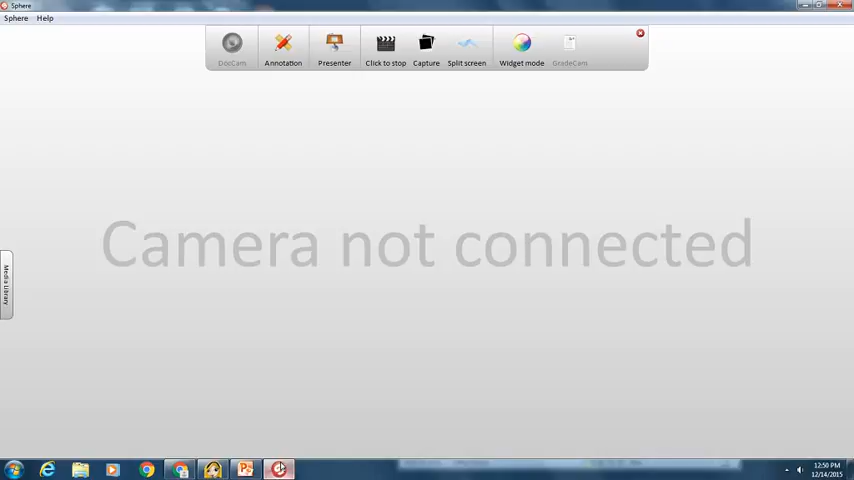 Sphere
Sphere Help
DocCam Annotation Presenter Click to stop Capture Split screen Widget mode GradeCam
Camera not connected
Media Library
12:50 PM
12/14/2015